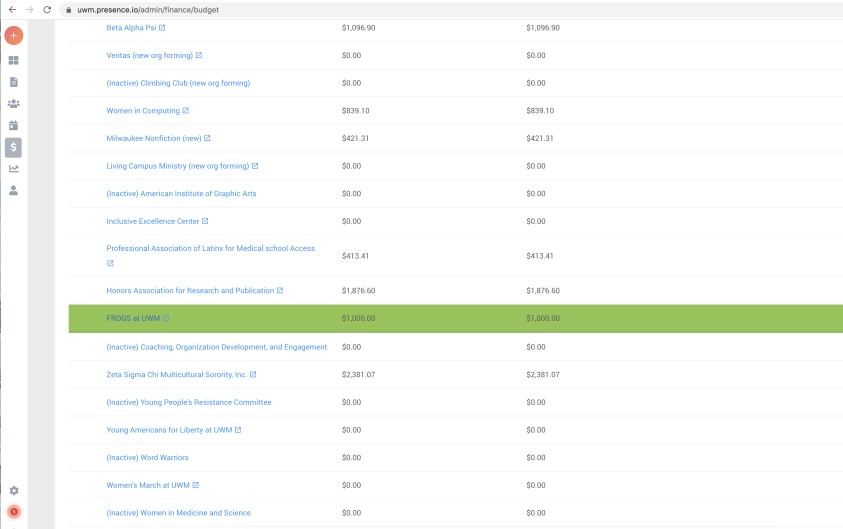 uwm.presence.io/admin/finance/budget
Beta Alpha Psi $1,096.90 $1,096.90
Veritas (new org forming) $0.00 $0.00
(Inactive) Climbing Club (new org forming) $0.00 $0.00
Women in Computing $839.10 $839.10
Milwaukee Nonfiction (new) $421.31 $421.31
Living Campus Ministry (new org forming) $0.00 $0.00
(Inactive) American Institute of Graphic Arts $0.00 $0.00
Inclusive Excellence Center $0.00 $0.00
Professional Association of Latinx for Medical school Access $413.41 $413.41
Honors Association for Research and Publication $1,876.60 $1,876.60
FROGS at UWM $1,000.00 $1,000.00
(Inactive) Coaching, Organization Development, and Engagement $0.00 $0.00
Zeta Sigma Chi Multicultural Sorority, Inc. $2,381.07 $2,381.07
(Inactive) Young People's Resistance Committee $0.00 $0.00
Young Americans for Liberty at UWM $0.00 $0.00
(Inactive) Word Warriors $0.00 $0.00
Women's March at UWM $0.00 $0.00
(Inactive) Women in Medicine and Science $0.00 $0.00